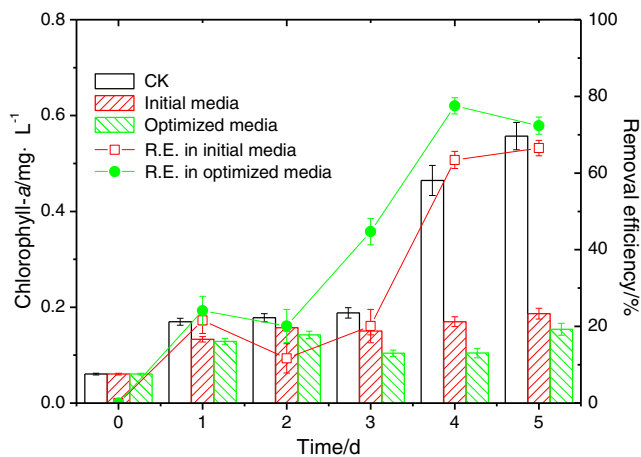 Chlorophyll-a/mg· L⁻¹
0.8
0.6
0.4
0.2
0.0
CK
Initial media
Optimized media
R.E. in initial media
R.E. in optimized media
100
80
60
40
20
0
Removal efficiency/%
0 1 2 3 4 5
Time/d